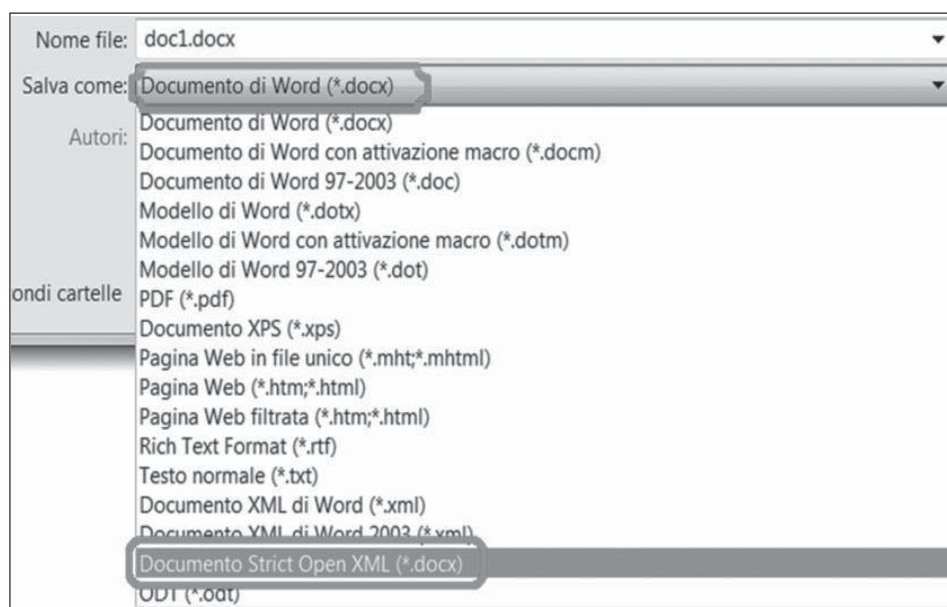 Nome file: doc1.docx
Salva come: Documento di Word (*.docx)
Autori:
Documento di Word (*.docx)
Documento di Word con attivazione macro (*.docm)
Documento di Word 97-2003 (*.doc)
Modello di Word (*.dotx)
Modello di Word con attivazione macro (*.dotm)
Modello di Word 97-2003 (*.dot)
ondi cartelle
PDF (*.pdf)
Documento XPS (*.xps)
Pagina Web in file unico (*.mht;*.mhtml)
Pagina Web (*.htm;*.html)
Pagina Web filtrata (*.htm;*.html)
Rich Text Format (*.rtf)
Testo normale (*.txt)
Documento XML di Word (*.xml)
Documento XML di Word 2003 (*.xml)
Documento Strict Open XML (*.docx)
ODT (*.odt)